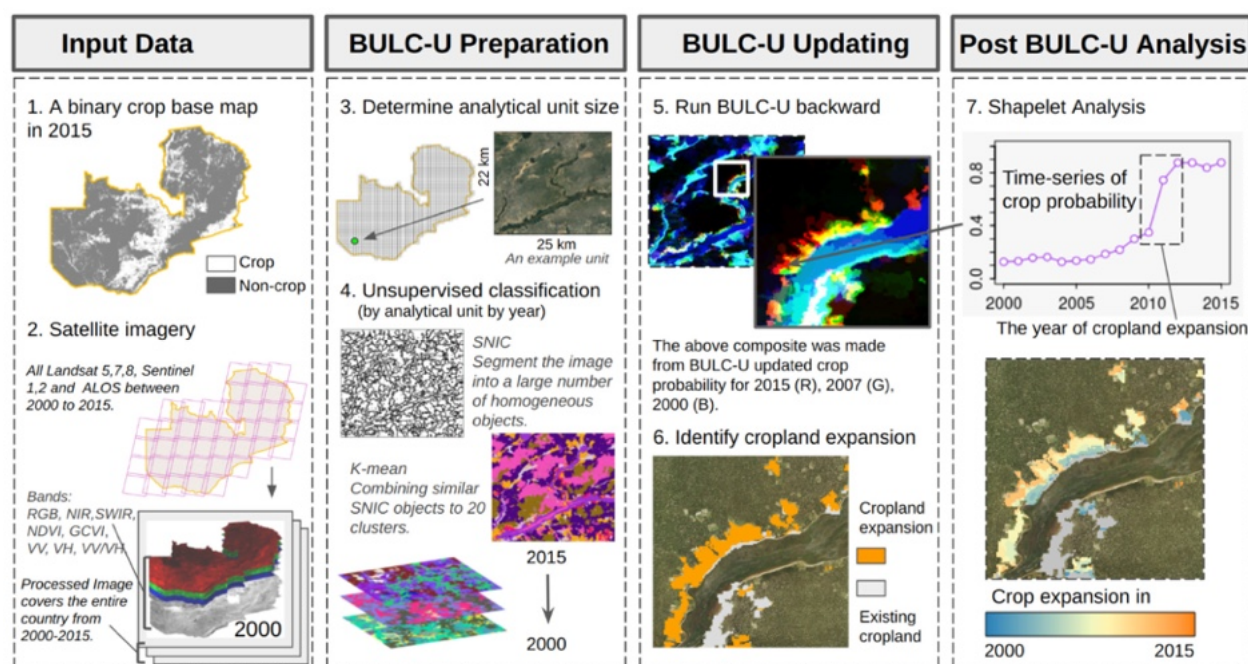 Input Data
1. A binary crop base map
in 2015
Crop
Non-crop
2. Satellite imagery
All Landsat 5,7,8, Sentinel
1,2 and ALOS between
2000 to 2015.
Bands:
RGB, NIR,SWIR,
NDVI, GCVI,
VV, VH, VV/VH
Processed Image
covers the entire
country from
2000-2015.
2000
BULC-U Preparation
3. Determine analytical unit size
22 km
25 km
An example unit
4. Unsupervised classification
(by analytical unit by year)
SNIC
Segment the image
into a large number
of homogeneous
objects.
K-mean
Combining similar
SNIC objects to 20
clusters.
2015
2000
BULC-U Updating
5. Run BULC-U backward
The above composite was made
from BULC-U updated crop
probability for 2015 (R), 2007 (G),
2000 (B).
6. Identify cropland expansion
Cropland
expansion
Existing
cropland
Post BULC-U Analysis
7. Shapelet Analysis
Time-series of
crop probability
0.8
0.4
0.0
2000 2005 2010 2015
The year of cropland expansion
Crop expansion in
2000 2015